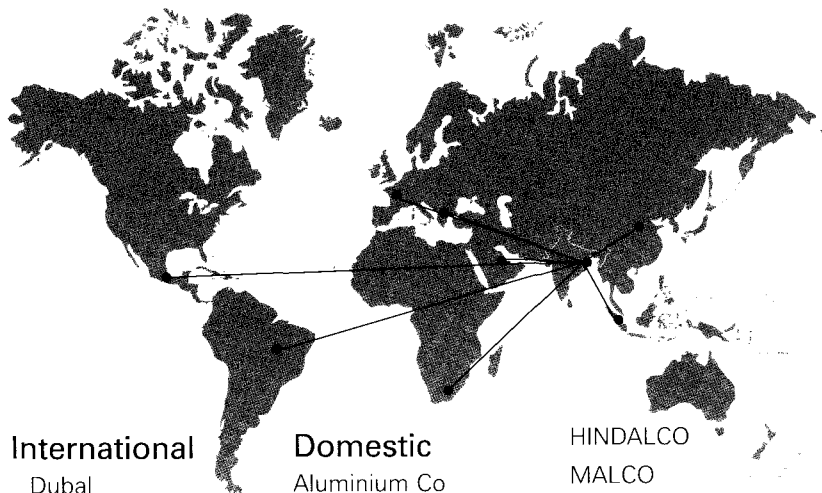 International
Dubal
Domestic
Aluminium Co
HINDALCO
MALCO